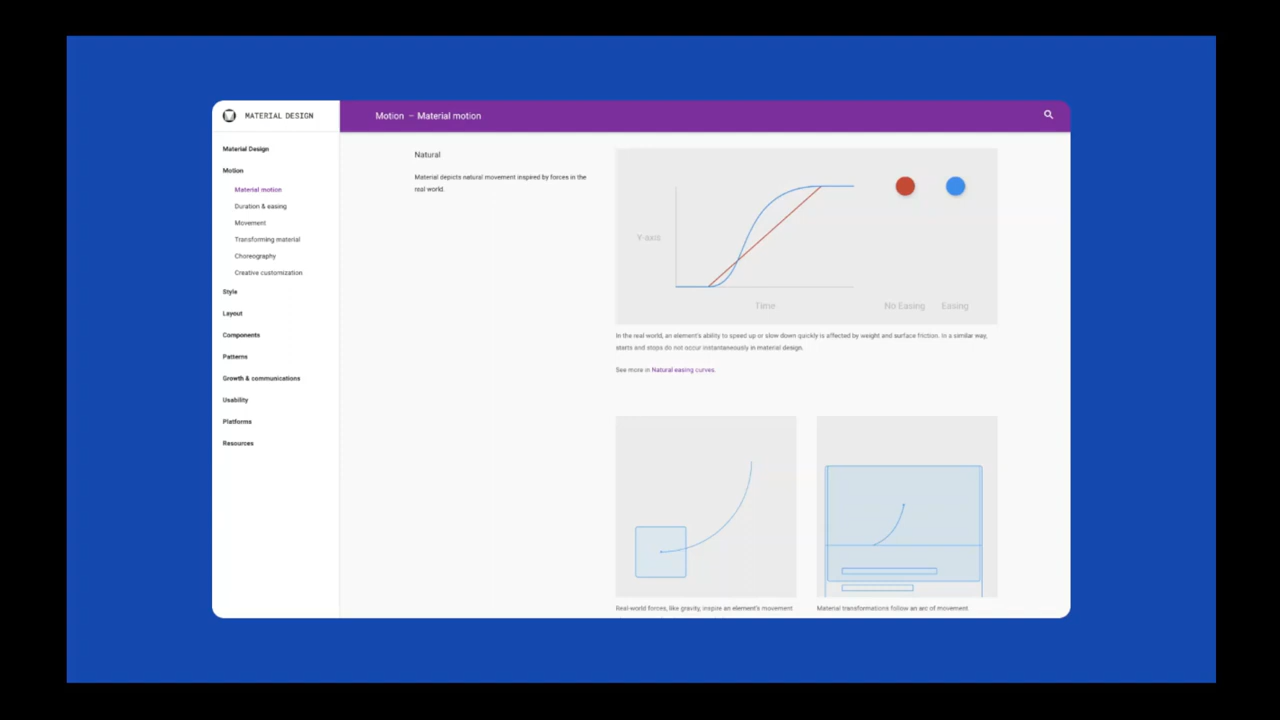 MATERIAL DESIGN
Motion – Material motion
Material Design
Motion
Material motion
Duration & easing
Movement
Transforming material
Choreography
Creative customization
Style
Layout
Components
Patterns
Growth & communications
Usability
Platforms
Resources
Natural
Material depicts natural movement inspired by forces in the
real world.
Y-axis
Time
No Easing
Easing
In the real world, an element's ability to speed up or slow down quickly is affected by weight and surface friction. In a similar way,
starts and stops do not occur instantaneously in material design.
See more in Natural easing curves.
Real-world forces, like gravity, inspire an element's movement
Material transformations follow an arc of movement.